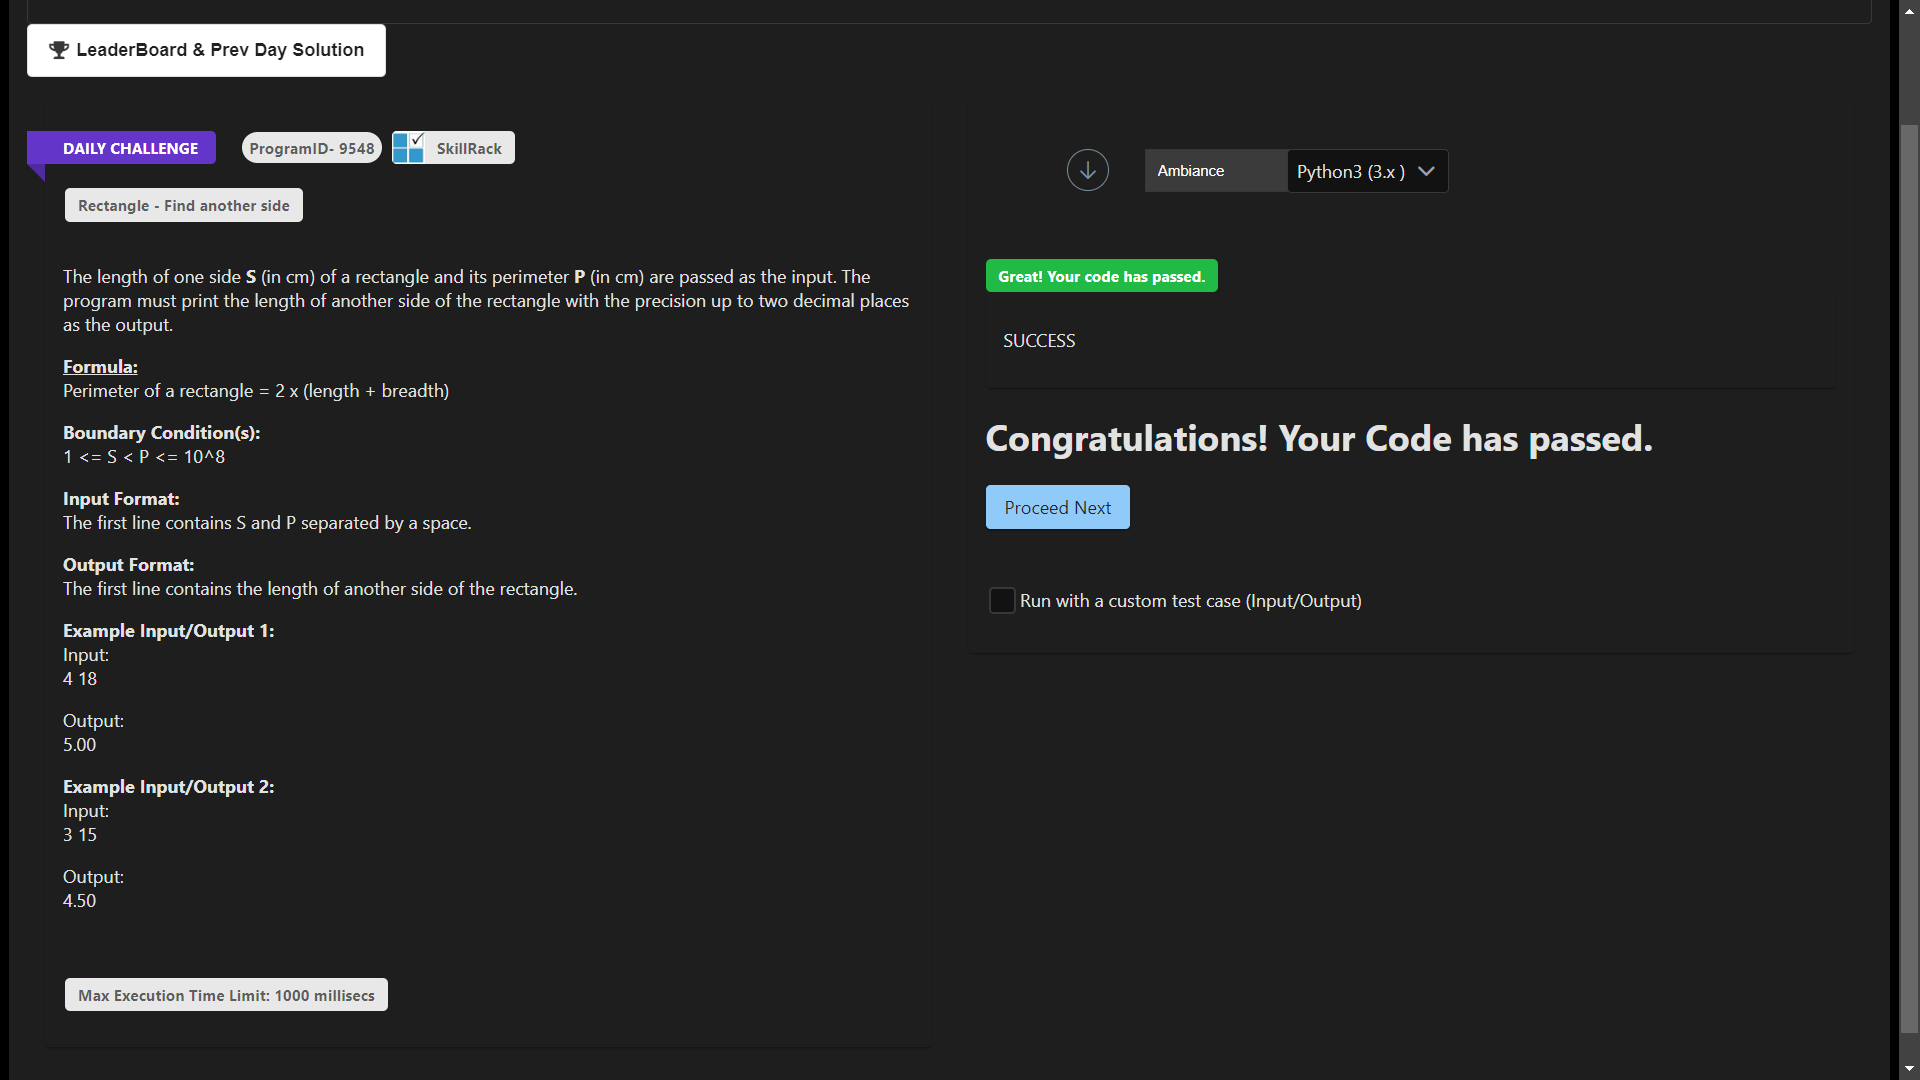 LeaderBoard & Prev Day Solution
DAILY CHALLENGE
ProgramID- 9548
SkillRack
Rectangle - Find another side
The length of one side S (in cm) of a rectangle and its perimeter P (in cm) are passed as the input. The
program must print the length of another side of the rectangle with the precision up to two decimal places
as the output.
Formula:
Perimeter of a rectangle = 2 x (length + breadth)
Boundary Condition(s):
1 <= S < P <= 10^8
Input Format:
The first line contains S and P separated by a space.
Output Format:
The first line contains the length of another side of the rectangle.
Example Input/Output 1:
Input:
4 18
Output:
5.00
Example Input/Output 2:
Input:
3 15
Output:
4.50
Max Execution Time Limit: 1000 millisecs
Ambiance
Python3 (3.x )
Great! Your code has passed.
SUCCESS
Congratulations! Your Code has passed.
Proceed Next
Run with a custom test case (Input/Output)